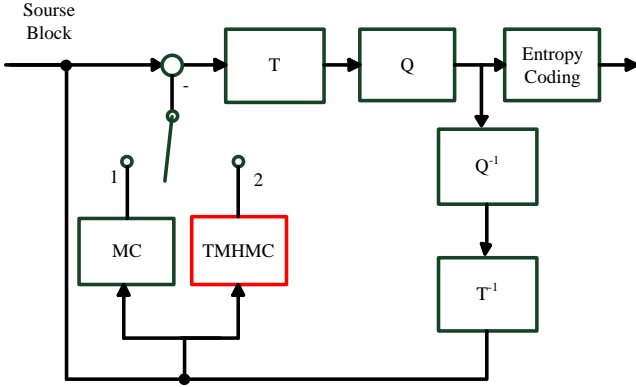 Sourse
Block
T
Q
Entropy
Coding
-
Q-1
1
2
MC
TMHMC
T-1